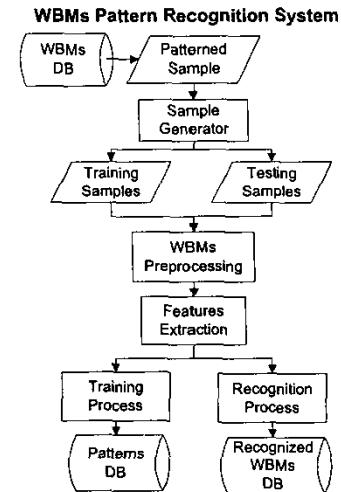 WBMs Pattern Recognition System
WBMs
DB
Patterned
Sample
Sample
Generator
Training
Samples
Testing
Samples
WBMs
Preprocessing
Features
Extraction
Training
Process
Recognition
Process
Patterns
DB
Recognized
WBMs
DB